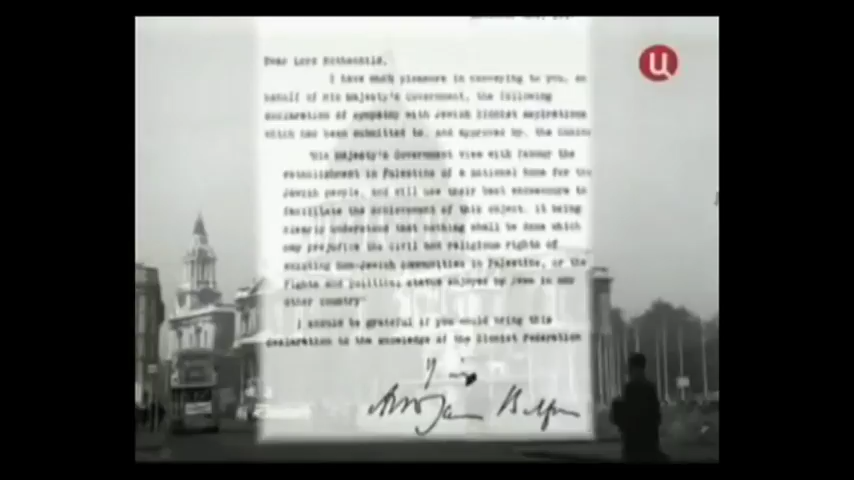 Dear Lord Rothschild,
I have much pleasure in conveying to you, on
behalf of His Majesty's Government, the following
declaration of sympathy with Jewish Zionist aspirations
which has been submitted to, and approved by, the Cabinet
His Majesty's Government view with favour the
establishment in Palestine of a national home for the
Jewish people, and will use their best endeavours to
facilitate the achievement of this object, it being
clearly understood that nothing shall be done which
may prejudice the civil and religious rights of
existing non-Jewish communities in Palestine, or the
rights and political status enjoyed by Jews in any
other country
I should be grateful if you would bring this
declaration to the knowledge of the Zionist Federation
Balfour
Ц